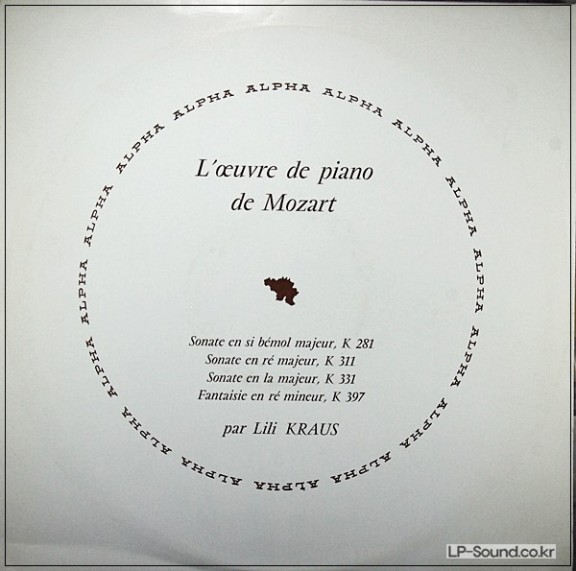 ALPHA ALPHA ALPHA ALPHA ALPHA ALPHA ALPHA ALPHA ALPHA ALPHA ALPHA ALPHA ALPHA ALPHA ALPHA ALPHA
L'œuvre de piano
de Mozart
Sonate en si bémol majeur, K 281
Sonate en ré majeur, K 311
Sonate en la majeur, K 331
Fantaisie en ré mineur, K 397
par Lili KRAUS
LP-Sound.co.kr